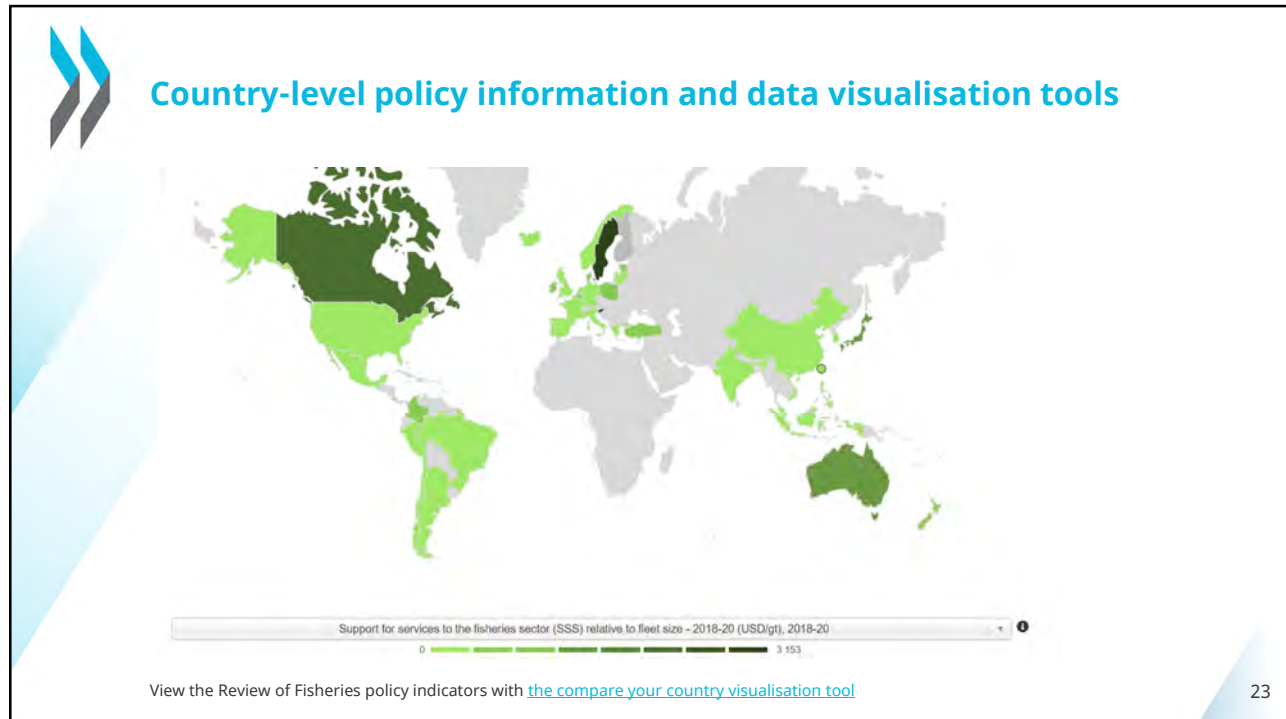 Country-level policy information and data visualisation tools
Support for services to the fisheries sector (SSS) relative to fleet size - 2018-20 (USD/gt), 2018-20
0 3 153
View the Review of Fisheries policy indicators with the compare your country visualisation tool
23